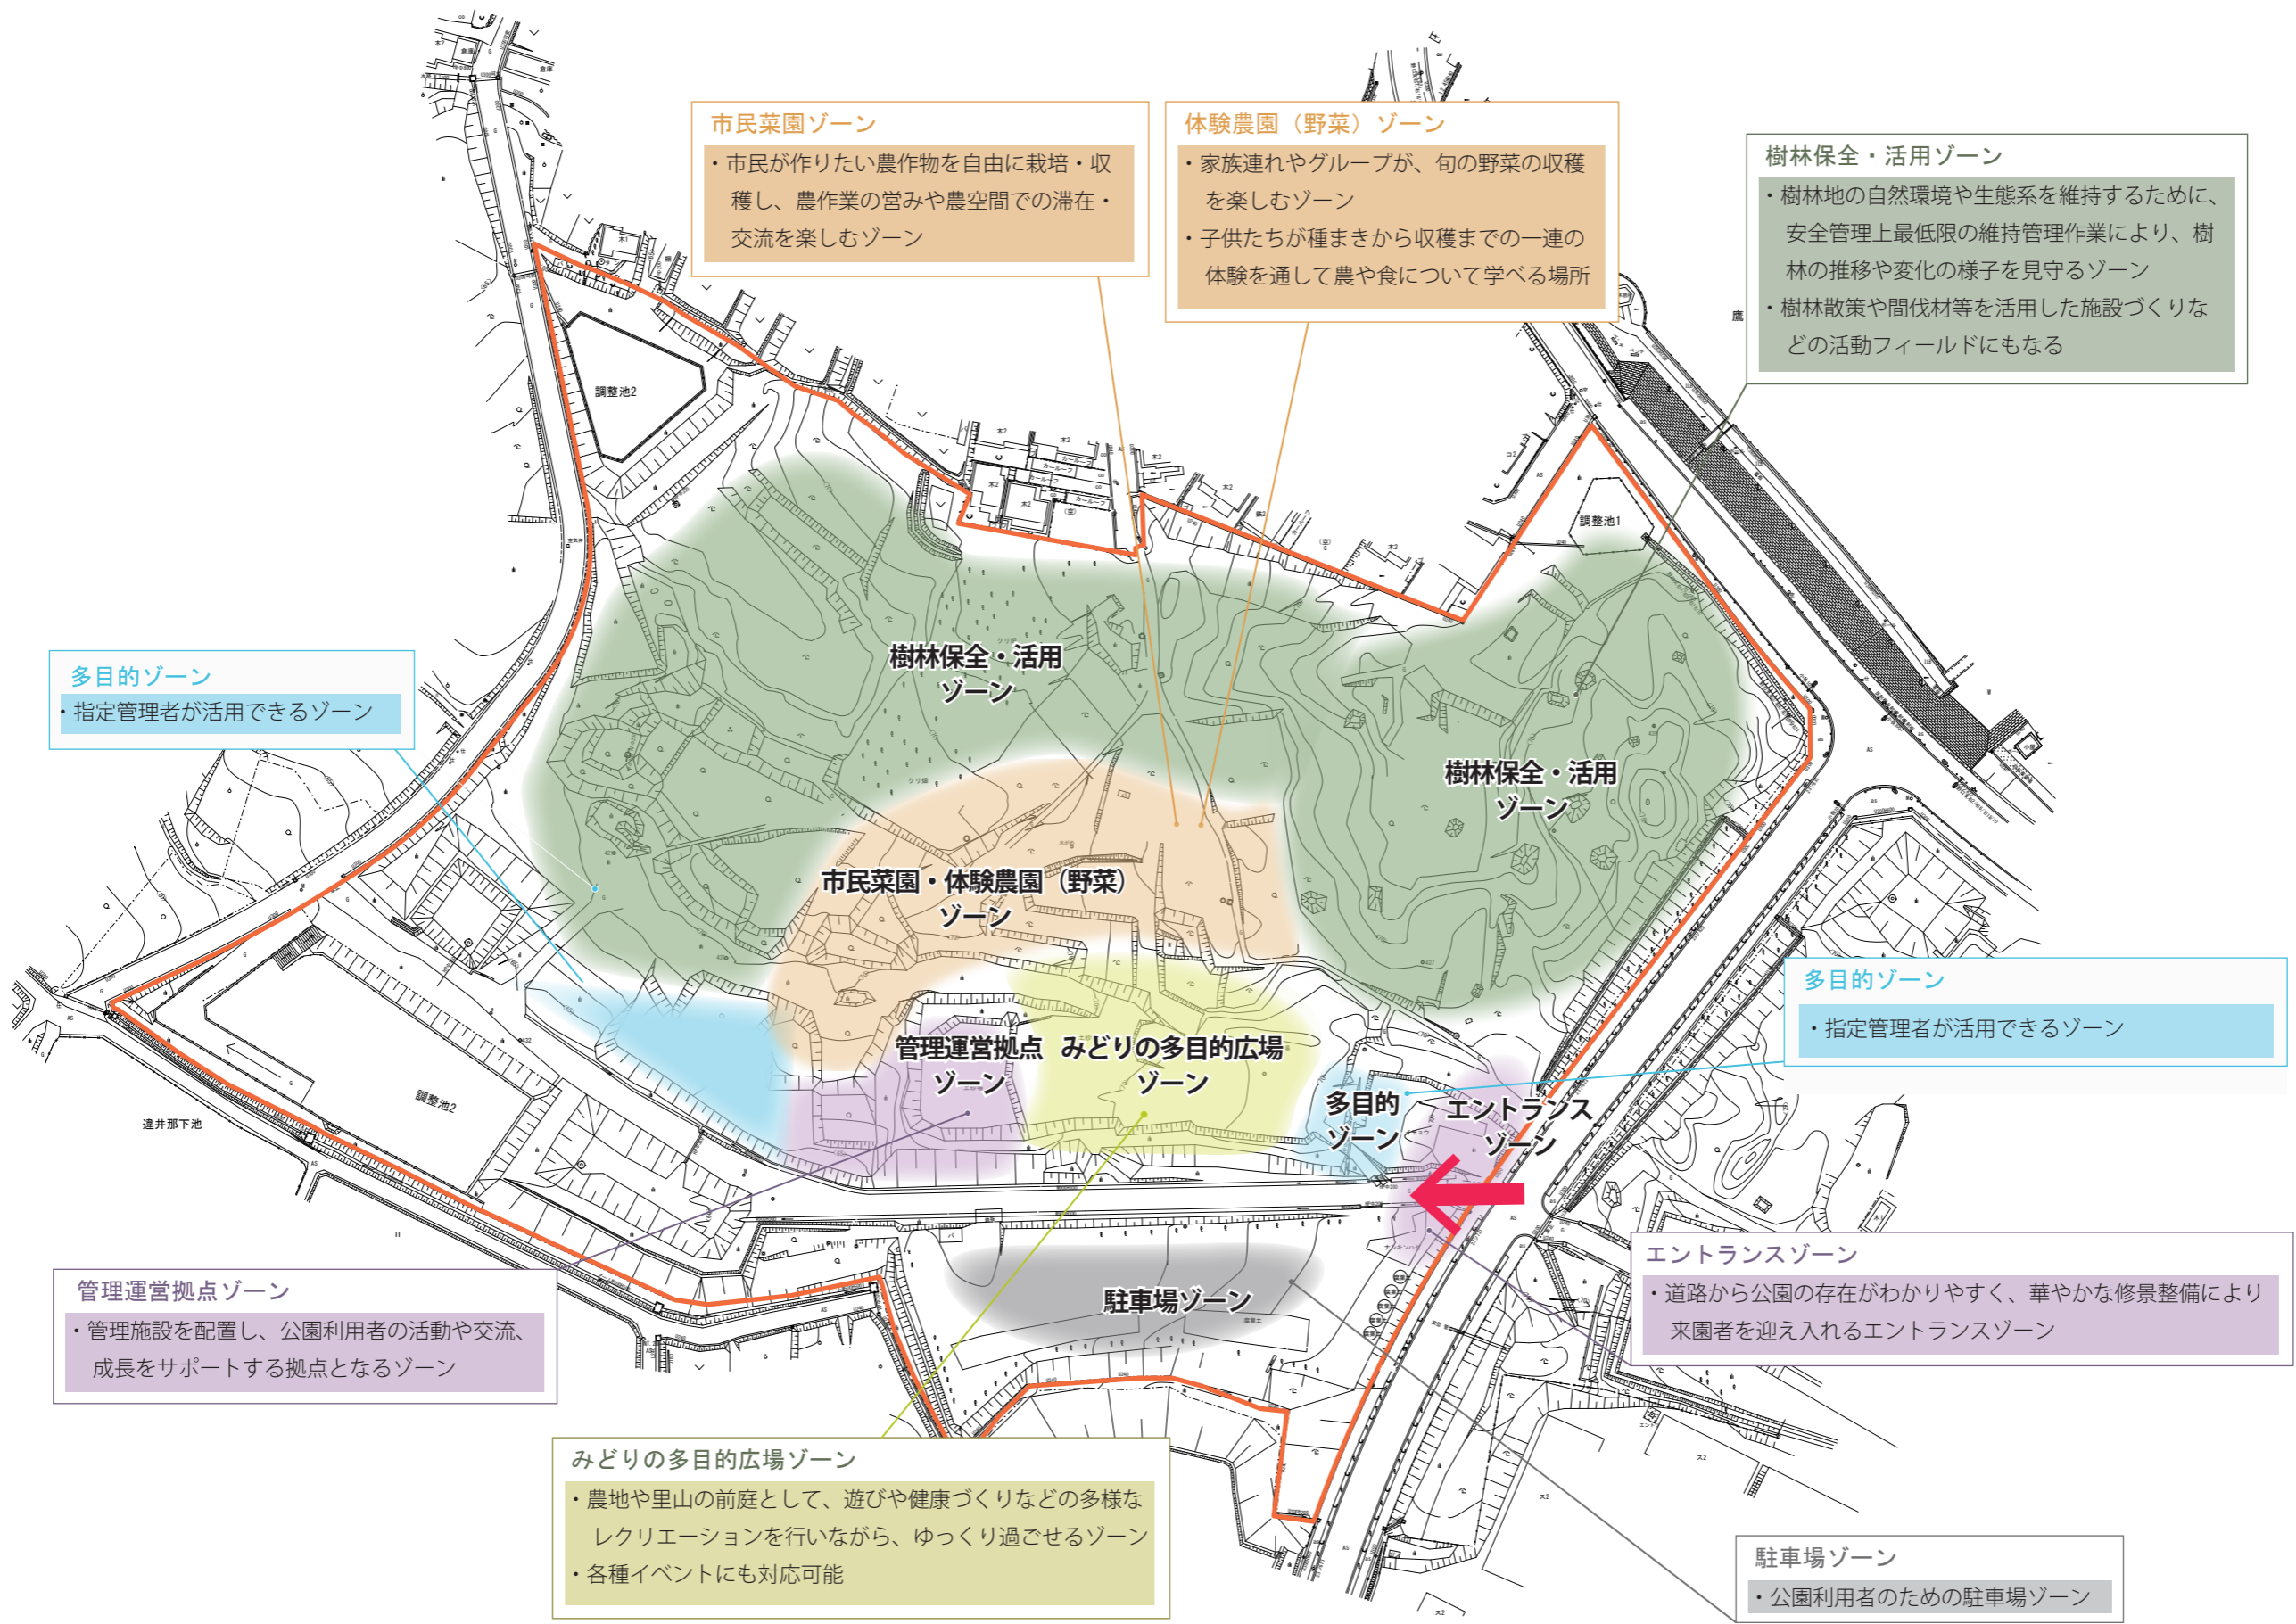 市民菜園ゾーン
・市民が作りたい農作物を自由に栽培・収
穫し、農作業の営みや農空間での滞在・
交流を楽しむゾーン
体験農園（野菜）ゾーン
・家族連れやグループが、旬の野菜の収穫
を楽しむゾーン
・子供たちが種まきから収穫までの一連の
体験を通して農や食について学べる場所
樹林保全・活用ゾーン
・樹林地の自然環境や生態系を維持するために、
安全管理上最低限の維持管理作業により、樹
林の推移や変化の様子を見守るゾーン
・樹林散策や間伐材等を活用した施設づくりな
どの活動フィールドにもなる
鷹
調整池2
調整池1
樹林保全・活用
ゾーン
多目的ゾーン
・指定管理者が活用できるゾーン
樹林保全・活用
ゾーン
市民菜園・体験農園（野菜）
ゾーン
多目的ゾーン
・指定管理者が活用できるゾーン
管理運営拠点
ゾーン
みどりの多目的広場
ゾーン
多目的
ゾーン
エントランス
ゾーン
調整池2
違井那下池
駐車場ゾーン
エントランスゾーン
・道路から公園の存在がわかりやすく、華やかな修景整備により
来園者を迎え入れるエントランスゾーン
管理運営拠点ゾーン
・管理施設を配置し、公園利用者の活動や交流、
成長をサポートする拠点となるゾーン
みどりの多目的広場ゾーン
・農地や里山の前庭として、遊びや健康づくりなどの多様な
レクリエーションを行いながら、ゆっくり過ごせるゾーン
・各種イベントにも対応可能
駐車場ゾーン
・公園利用者のための駐車場ゾーン